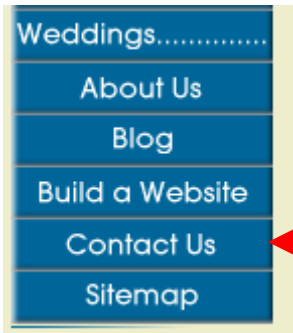 Weddings..............
About Us
Blog
Build a Website
Contact Us
Sitemap